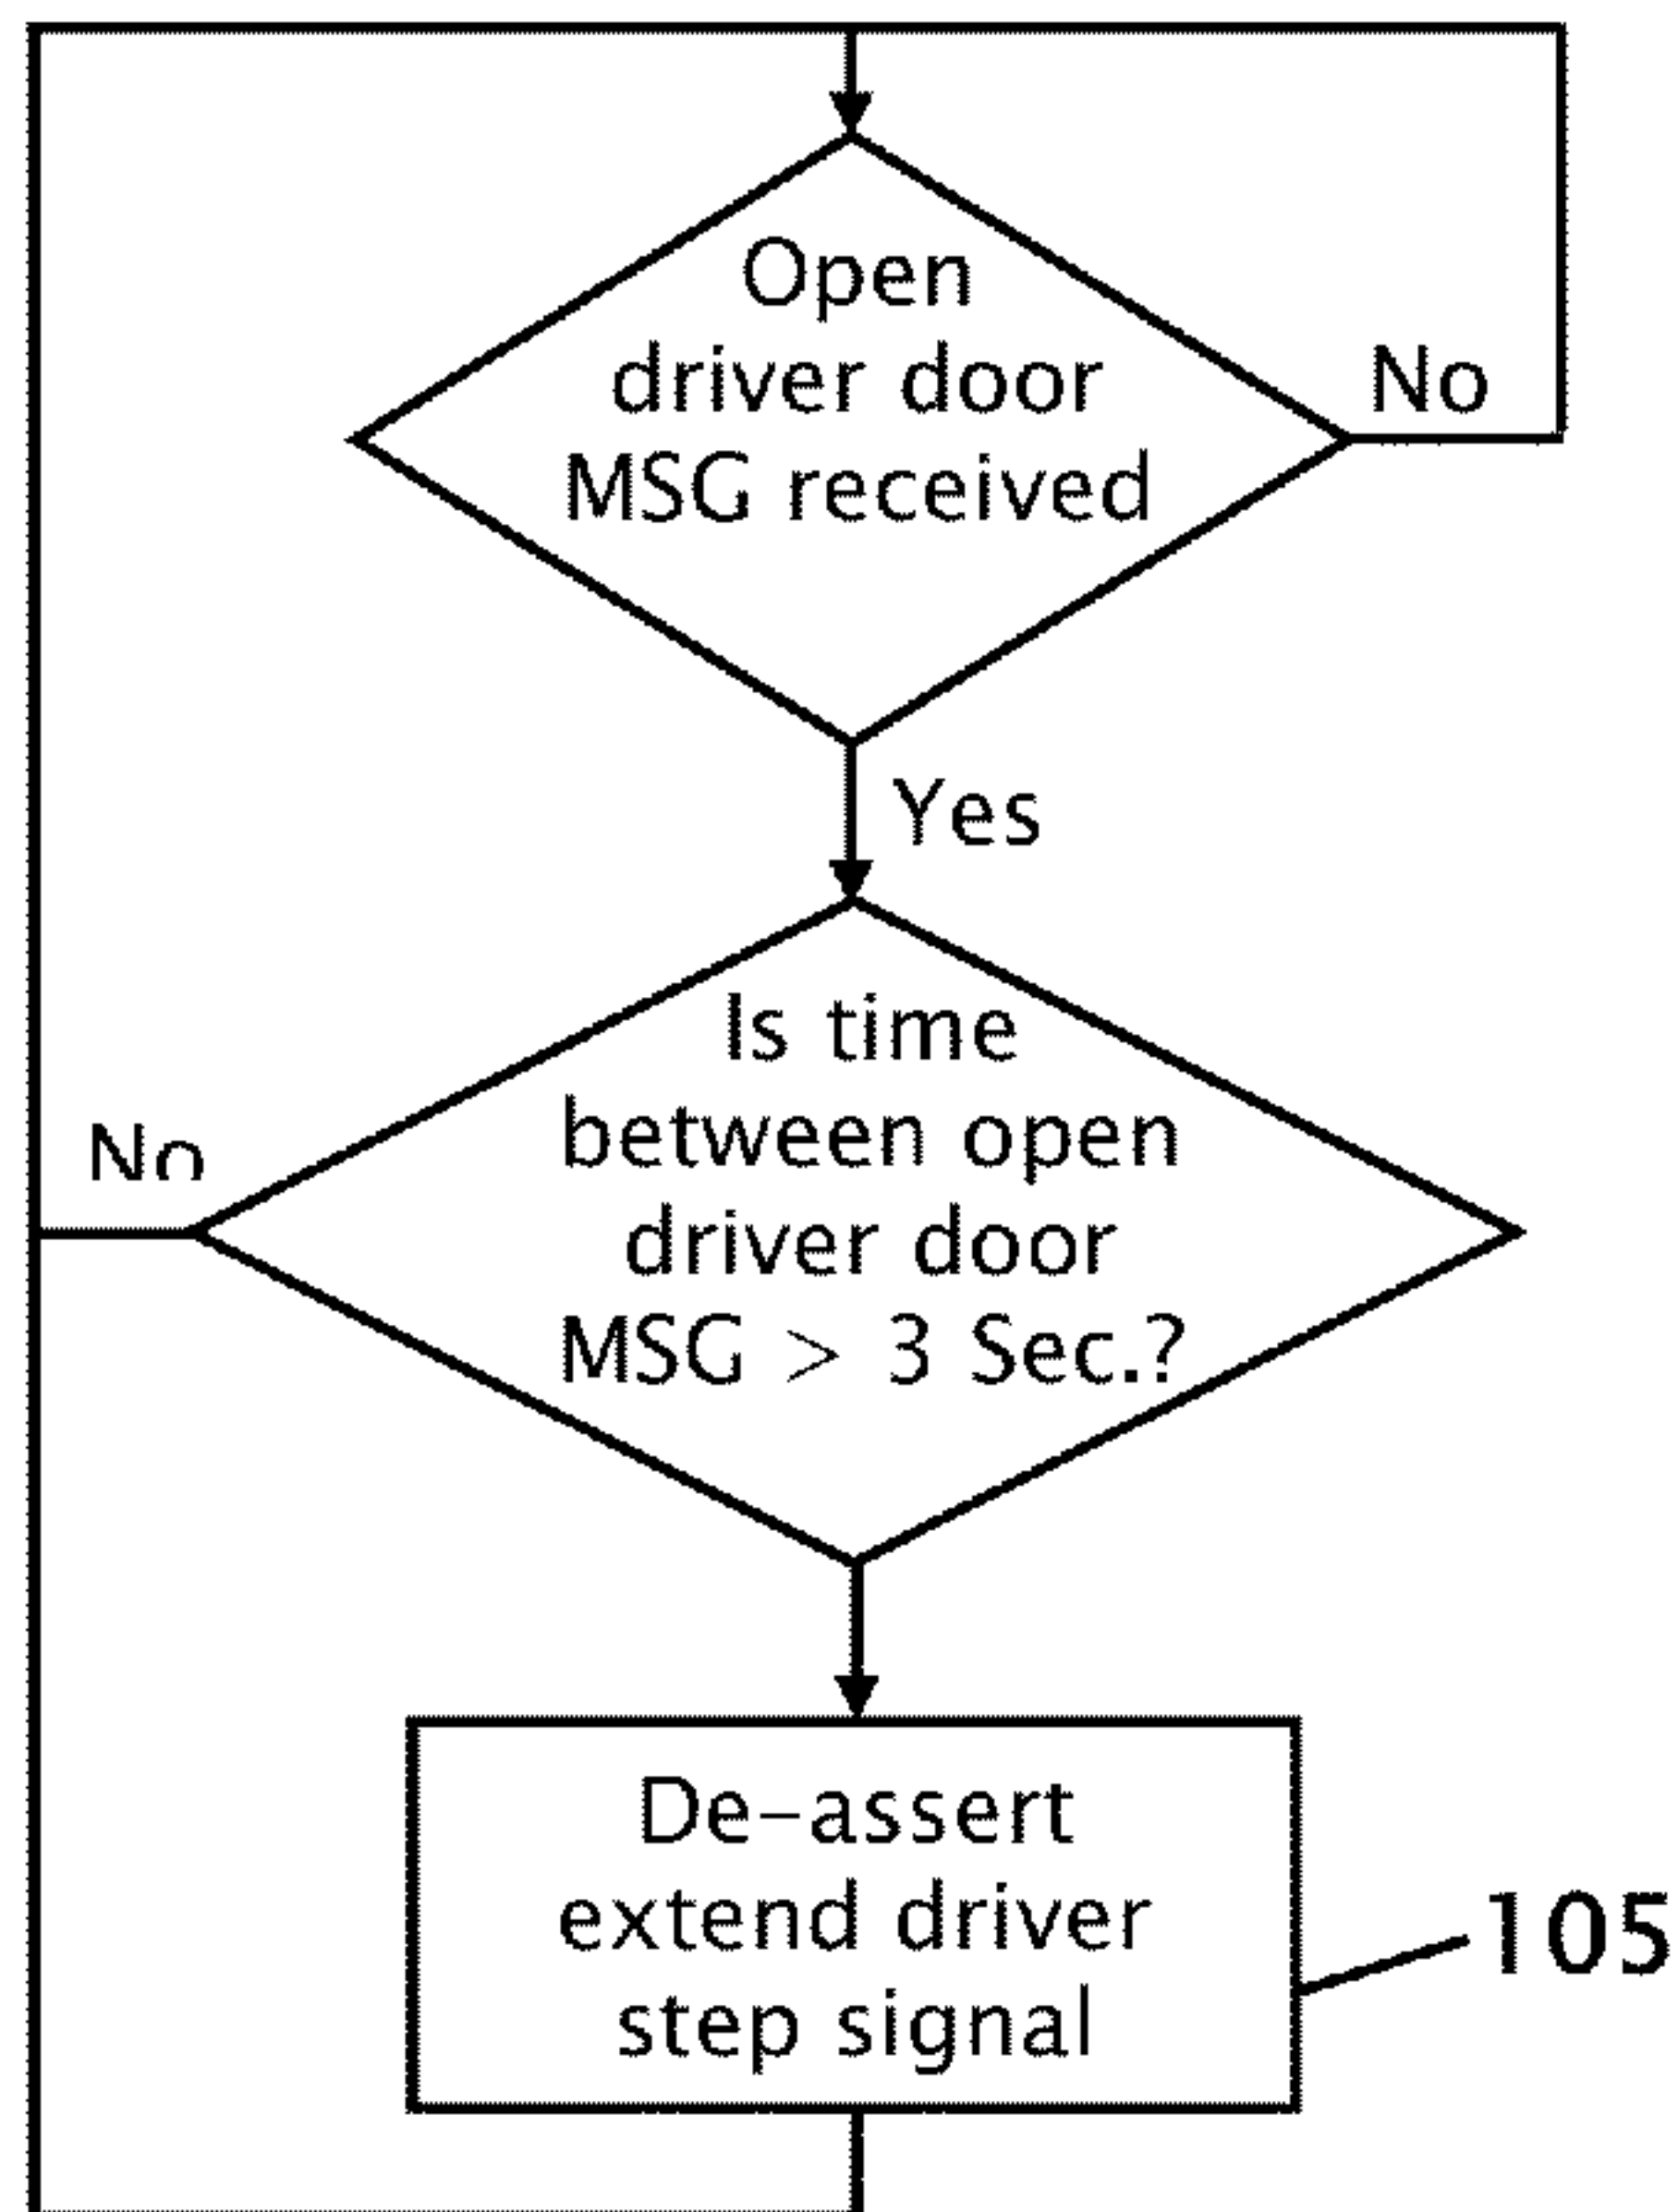 Open
driver door
MSG received
No
Yes
Is time
between open
driver door
MSG > 3 Sec.?
No
De-assert
extend driver
step signal
105